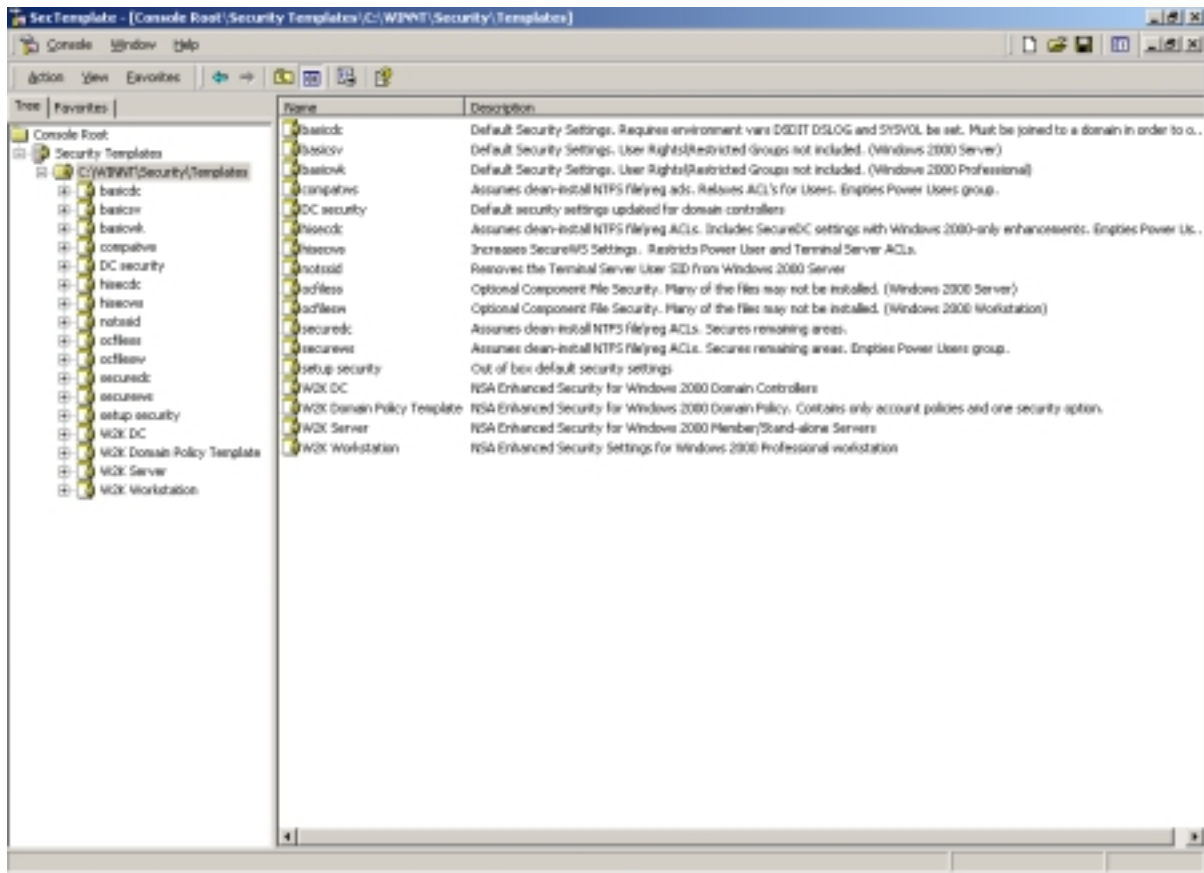 SecTemplate - [Console Root\Security Templates\C:\WINNT\Security\Templates]
Console Window Help
Action View Favorites
Tree Favorites
Name Description
Console Root
Security Templates
C:\WINNT\Security\Templates
basicdc
basicsv
basicwk
compatws
DC security
hisecdc
hisecws
notssid
ocfiless
ocfilesw
securedc
securews
setup security
W2K DC
W2K Domain Policy Template
W2K Server
W2K Workstation
basicdc Default Security Settings. Requires environment vars DSDIT DSLOG and SYSVOL be set. Must be joined to a domain in order to o...
basicsv Default Security Settings. User Rights\Restricted Groups not included. (Windows 2000 Server)
basicwk Default Security Settings. User Rights\Restricted Groups not included. (Windows 2000 Professional)
compatws Assumes clean-install NTFS file\reg ads. Relaxes ACL's for Users. Empties Power Users group.
DC security Default security settings updated for domain controllers
hisecdc Assumes clean-install NTFS file\reg ACLs. Includes SecureDC settings with Windows 2000-only enhancements. Empties Power Us...
hisecws Increases SecureWS Settings. Restricts Power User and Terminal Server ACLs.
notssid Removes the Terminal Server User SID from Windows 2000 Server
ocfiless Optional Component File Security. Many of the files may not be installed. (Windows 2000 Server)
ocfilesw Optional Component File Security. Many of the files may not be installed. (Windows 2000 Workstation)
securedc Assumes clean-install NTFS file\reg ACLs. Secures remaining areas.
securews Assumes clean-install NTFS file\reg ACLs. Secures remaining areas. Empties Power Users group.
setup security Out of box default security settings
W2K DC NSA Enhanced Security for Windows 2000 Domain Controllers
W2K Domain Policy Template NSA Enhanced Security for Windows 2000 Domain Policy. Contains only account policies and one security option.
W2K Server NSA Enhanced Security for Windows 2000 Member/Stand-alone Servers
W2K Workstation NSA Enhanced Security Settings for Windows 2000 Professional workstation